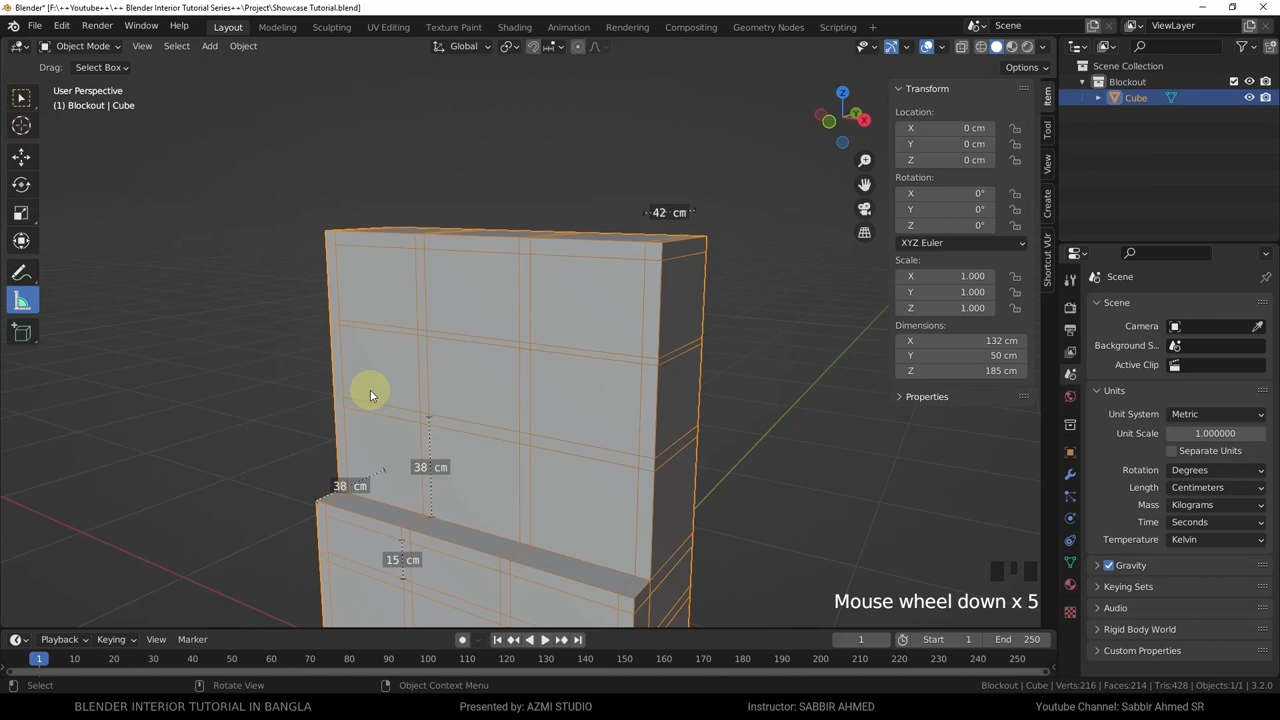 Blender* [F:\++Youtube++\++ Blender Interior Tutorial Series++\Project\Showcase Tutorial.blend]
File Edit Render Window Help Layout Modeling Sculpting UV Editing Texture Paint Shading Animation Rendering Compositing Geometry Nodes Scripting Scene ViewLayer
Object Mode View Select Add Object Global
Drag: Select Box Options
User Perspective
(1) Blockout | Cube
Scene Collection
Blockout
Cube
Transform
Location:
X 0 cm
Y 0 cm
Z 0 cm
Rotation:
X 0°
Y 0°
Z 0°
XYZ Euler
Scale:
X 1.000
Y 1.000
Z 1.000
Dimensions:
X 132 cm
Y 50 cm
Z 185 cm
Properties
Item
Tool
View
Create
Shortcut VUr
X
Y
Z
42 cm
38 cm
38 cm
15 cm
Mouse wheel down x 5
Scene
Scene
Camera
Background S...
Active Clip
Units
Unit System Metric
Unit Scale 1.000000
Separate Units
Rotation Degrees
Length Centimeters
Mass Kilograms
Time Seconds
Temperature Kelvin
Gravity
Keying Sets
Audio
Rigid Body World
Custom Properties
Playback Keying View Marker 1 Start 1 End 250
1 10 20 30 40 50 60 70 80 90 100 110 120 130 140 150 160 170 180 190 200 210 220 230 240 250
Select Rotate View Object Context Menu Blockout | Cube | Verts:216 | Faces:214 | Tris:428 | Objects:1/1 | 3.2.0
BLENDER INTERIOR TUTORIAL IN BANGLA Presented by: AZMI STUDIO Instructor: SABBIR AHMED Youtube Channel: Sabbir Ahmed SR